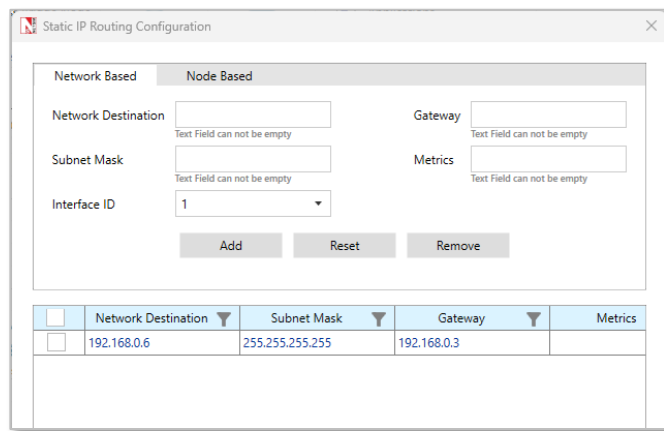 Static IP Routing Configuration
Network Based Node Based
Network Destination Gateway
Text Field can not be empty Text Field can not be empty
Subnet Mask Metrics
Text Field can not be empty Text Field can not be empty
Interface ID 1
Add Reset Remove
Network Destination Subnet Mask Gateway Metrics
192.168.0.6 255.255.255.255 192.168.0.3